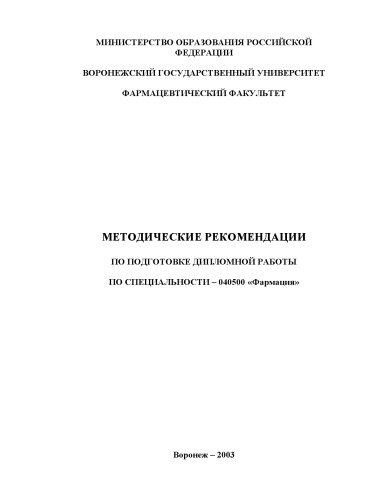 МИНИСТЕРСТВО ОБРАЗОВАНИЯ РОССИЙСКОЙ
ФЕДЕРАЦИИ
ВОРОНЕЖСКИЙ ГОСУДАРСТВЕННЫЙ УНИВЕРСИТЕТ
ФАРМАЦЕВТИЧЕСКИЙ ФАКУЛЬТЕТ
МЕТОДИЧЕСКИЕ РЕКОМЕНДАЦИИ
ПО ПОДГОТОВКЕ ДИПЛОМНОЙ РАБОТЫ
ПО СПЕЦИАЛЬНОСТИ – 040500 «Фармация»
Воронеж – 2003